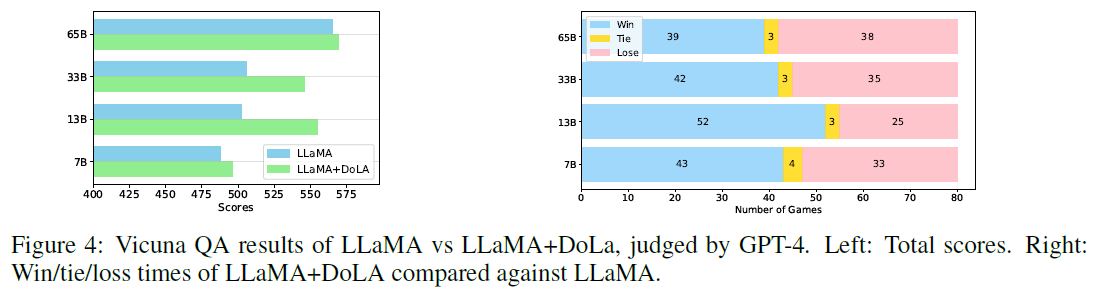 65B
33B
13B
7B
LLaMA
LLaMA+DoLA
400 425 450 475 500 525 550 575
Scores
65B
33B
13B
7B
Win
Tie
Lose
39 3 38
42 3 35
52 3 25
43 4 33
0 10 20 30 40 50 60 70 80
Number of Games
Figure 4: Vicuna QA results of LLaMA vs LLaMA+DoLa, judged by GPT-4. Left: Total scores. Right:
Win/tie/loss times of LLaMA+DoLA compared against LLaMA.